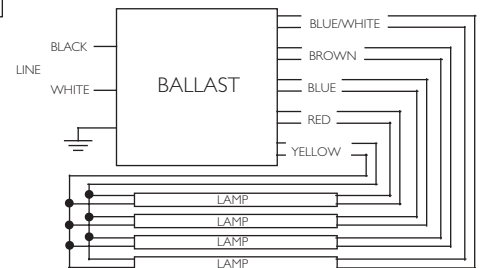 BLUE/WHITE
BLACK
BROWN
LINE
BALLAST
WHITE
BLUE
RED
YELLOW
LAMP
LAMP
LAMP
LAMP